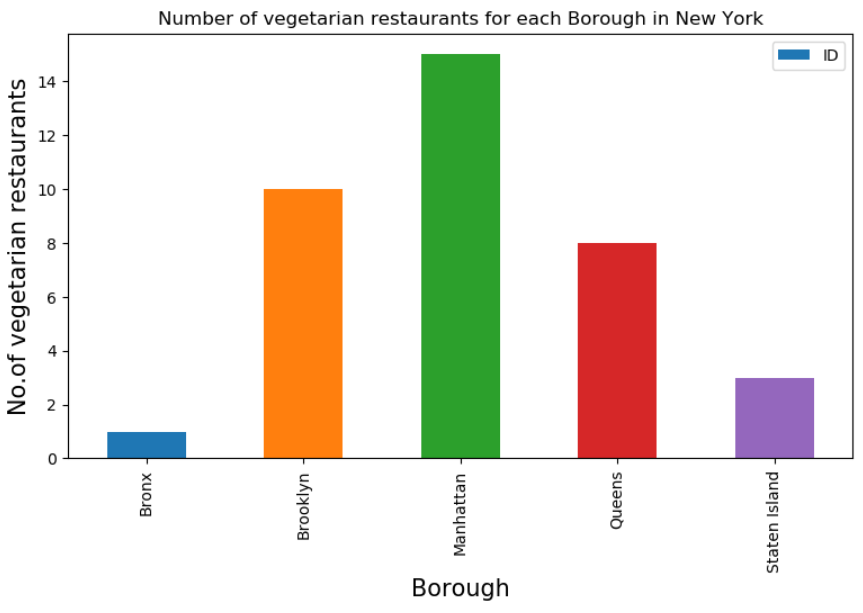 Number of vegetarian restaurants for each Borough in New York
ID
No.of vegetarian restaurants
14
12
10
8
6
4
2
0
Bronx
Brooklyn
Manhattan
Queens
Staten Island
Borough